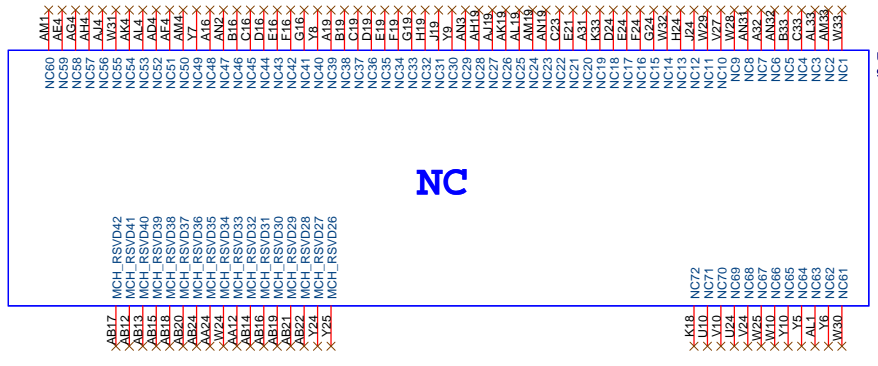 AM1 AE4 AG4 AH4 AJ4 W31 AK4 AL4 AD4 AF4 AM4 Y7 A16 AN2 B16 C16 D16 E16 F16 G16 Y8 A19 B19 C19 D19 E19 F19 G19 H19 J19 Y9 AN3 AH19 AJ19 AK19 AL19 AM19 AN19 C23 E21 A31 K33 D24 E24 F24 G24 W32 H24 J24 W29 V27 W28 AN31 A32 AN32 B33 C33 AL33 AM33 W33
NC60 NC59 NC58 NC57 NC56 NC55 NC54 NC53 NC52 NC51 NC50 NC49 NC48 NC47 NC46 NC45 NC44 NC43 NC42 NC41 NC40 NC39 NC38 NC37 NC36 NC35 NC34 NC33 NC32 NC31 NC30 NC29 NC28 NC27 NC26 NC25 NC24 NC23 NC22 NC21 NC20 NC19 NC18 NC17 NC16 NC15 NC14 NC13 NC12 NC11 NC10 NC9 NC8 NC7 NC6 NC5 NC4 NC3 NC2 NC1
NC
MCH_RSVD42 MCH_RSVD41 MCH_RSVD40 MCH_RSVD39 MCH_RSVD38 MCH_RSVD37 MCH_RSVD36 MCH_RSVD35 MCH_RSVD34 MCH_RSVD33 MCH_RSVD32 MCH_RSVD31 MCH_RSVD30 MCH_RSVD29 MCH_RSVD28 MCH_RSVD27 MCH_RSVD26 NC72 NC71 NC70 NC69 NC68 NC67 NC66 NC65 NC64 NC63 NC62 NC61
AB17 AB12 AB13 AB15 AB18 AB20 AB24 AA24 W24 AA12 AB14 AB16 AB19 AB21 AB22 Y24 Y25 K18 U10 V10 U24 V24 W25 W10 Y10 Y5 AL1 Y6 W30